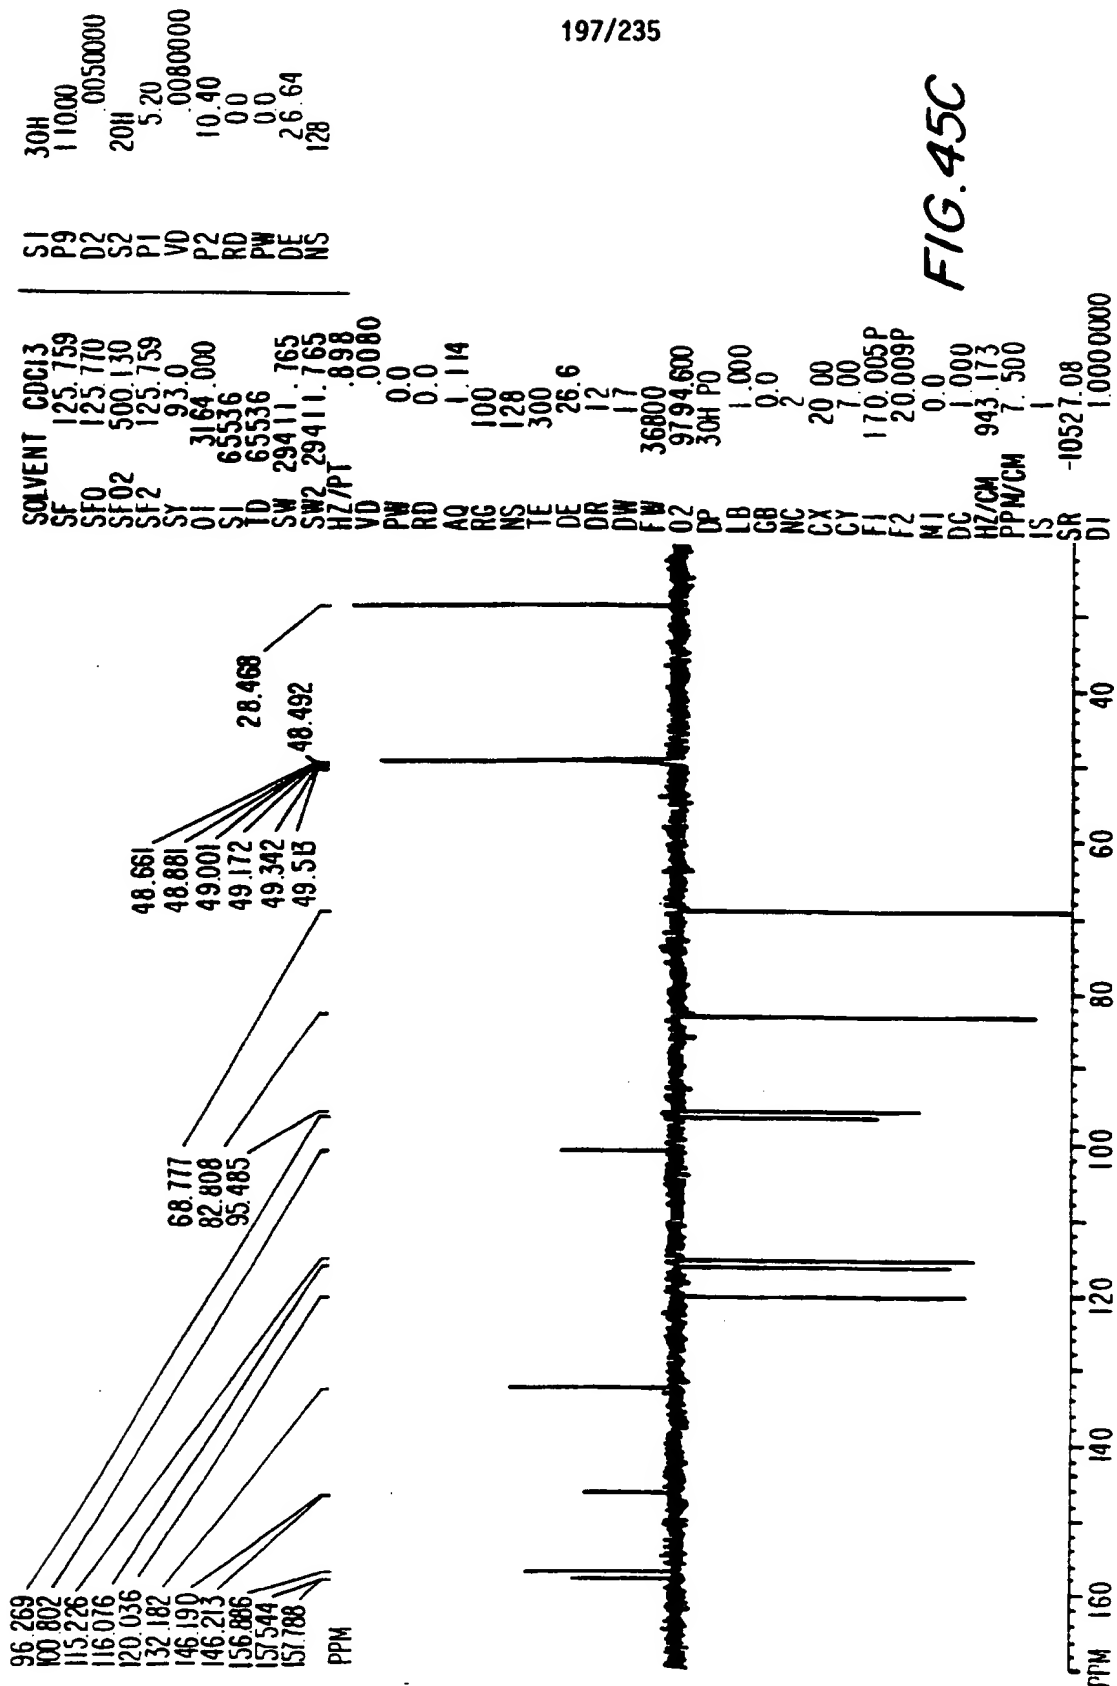 197/235
SI 30H
P9 110.00
D2 .0050000
S2 20H
P1 5.20
VD .0080000
P2 10.40
RD 0.0
PW 0.0
DE 26.64
NS 128
SOLVENT CDCl3
SF 125.759
SFO 125.770
SFO2 500.130
SF2 125.759
SY 93.0
O1 3164.000
SI 65536
TD 65536
SW 29411.765
SW2 29411.765
HZ/PT .898
VD .0080
PW 0.0
RD 0.0
AQ 1.114
RG 100
NS 128
TE 300
DE 26.6
DR 12
DW 17
FW 36800
O2 9794.600
DP 30H PO
LB 1.000
GB 0.0
NC 2
CX 20.00
CY 7.00
F1 170.005P
F2 20.009P
MI 0.0
DC 1.000
HZ/CM 943.173
PPM/CM 7.500
IS 1
SR -10527.08
DI 1.0000000
FIG. 45C
96.269
100.802
115.226
116.076
120.036
132.182
146.190
146.213
156.886
157.544
157.788
PPM
68.777
82.808
95.485
48.661
48.881
49.001
49.172
49.342
49.513
28.468
48.492
PPM 160 140 120 100 80 60 40